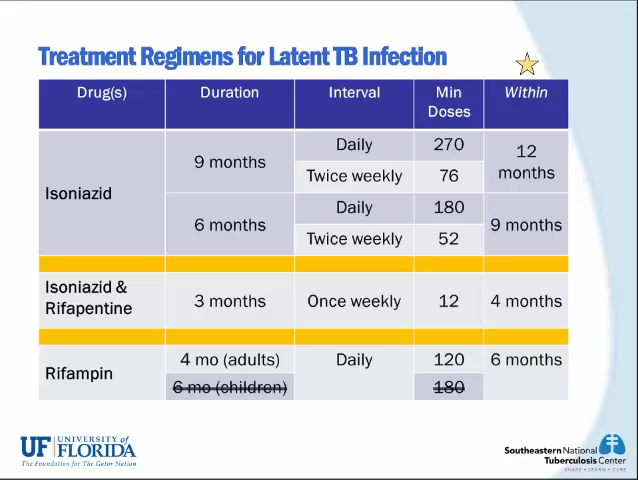 Treatment Regimens for Latent TB Infection
Drug(s) Duration Interval Min Doses Within
Isoniazid 9 months Daily 270 12 months
Twice weekly 76
6 months Daily 180 9 months
Twice weekly 52
Isoniazid & Rifapentine 3 months Once weekly 12 4 months
Rifampin 4 mo (adults) Daily 120 6 months
6 mo (children) 180
UF UNIVERSITY of
FLORIDA
The Foundation for The Gator Nation
Southeastern National
Tuberculosis Center
SHARE • LEARN • CURE